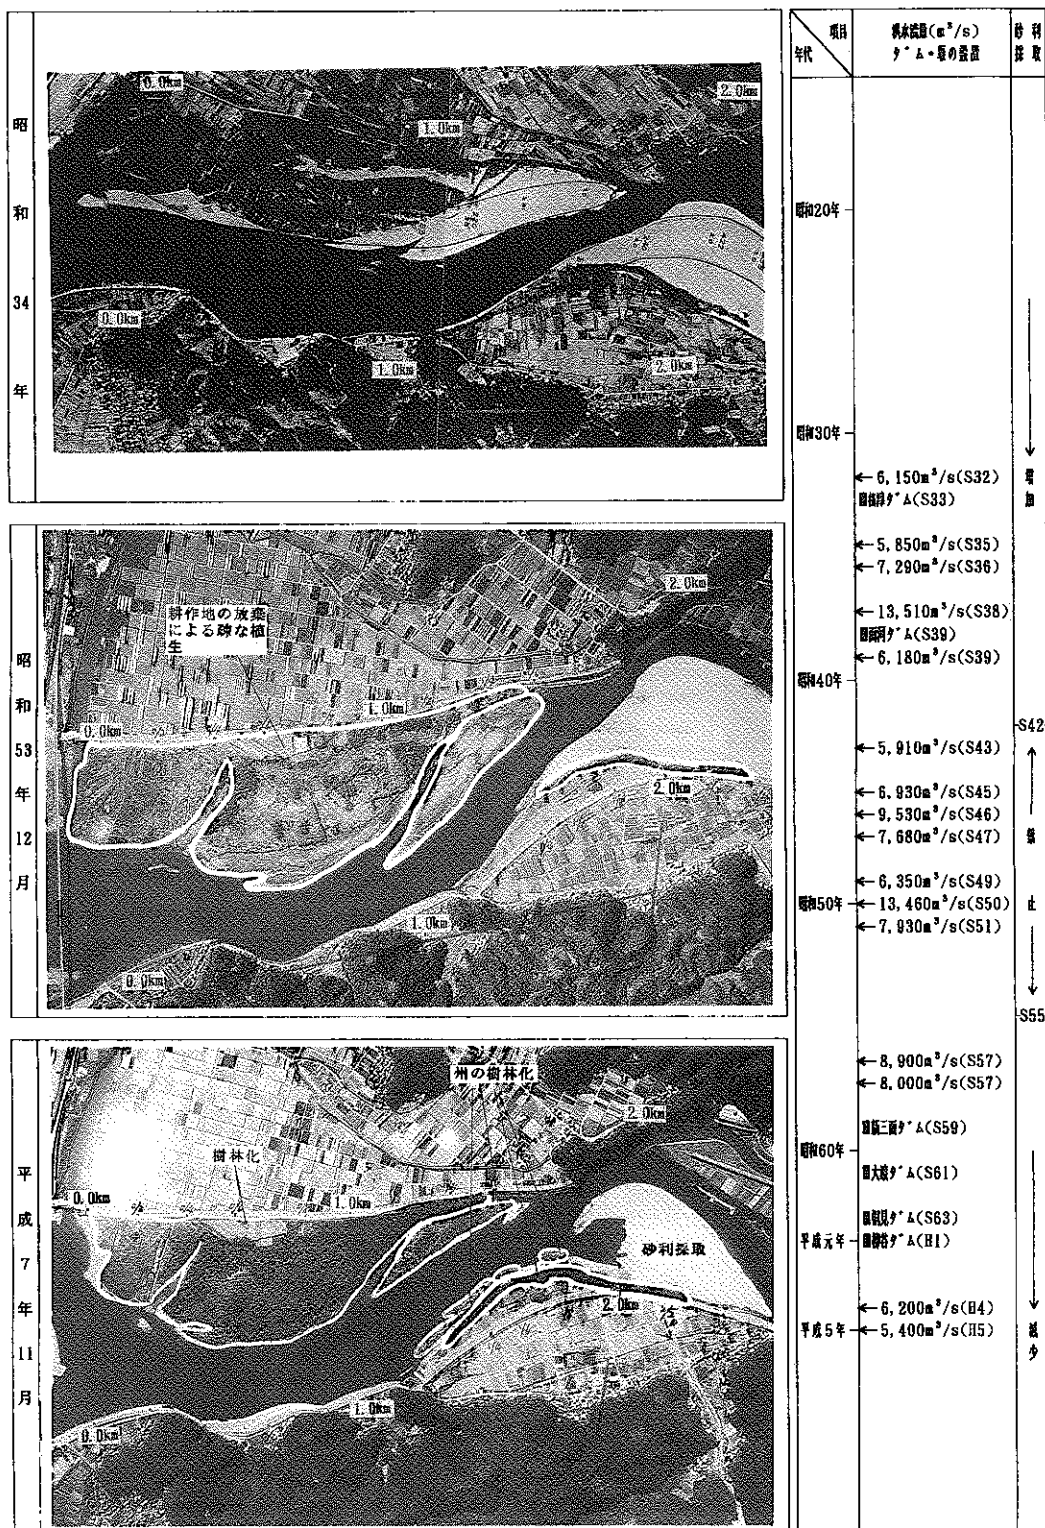 昭和34年
0.0km
1.0km
2.0km
0.0km
1.0km
2.0km
昭和53年12月
耕作地の放棄
による疎な植
生
2.0km
0.0km
1.0km
2.0km
1.0km
0.0km
平成7年11月
州の樹林化
2.0km
樹林化
0.0km
1.0km
砂利採取
2.0km
1.0km
0.0km
項目
年代
洪水流量(m³/s)
ダム・堰の設置
砂利
採取
昭和20年
昭和30年
6,150m³/s(S32)
増加
ダム(S33)
5,850m³/s(S35)
7,290m³/s(S36)
13,510m³/s(S38)
ダム(S39)
6,180m³/s(S39)
昭和40年
S42
5,910m³/s(S43)
6,930m³/s(S45)
9,530m³/s(S46)
7,680m³/s(S47)
禁止
6,350m³/s(S49)
昭和50年
13,460m³/s(S50)
7,930m³/s(S51)
S55
8,900m³/s(S57)
8,000m³/s(S57)
三面ダム(S59)
昭和60年
ダム(S61)
ダム(S63)
平成元年
ダム(H1)
6,200m³/s(H4)
平成5年
5,400m³/s(H5)
減少